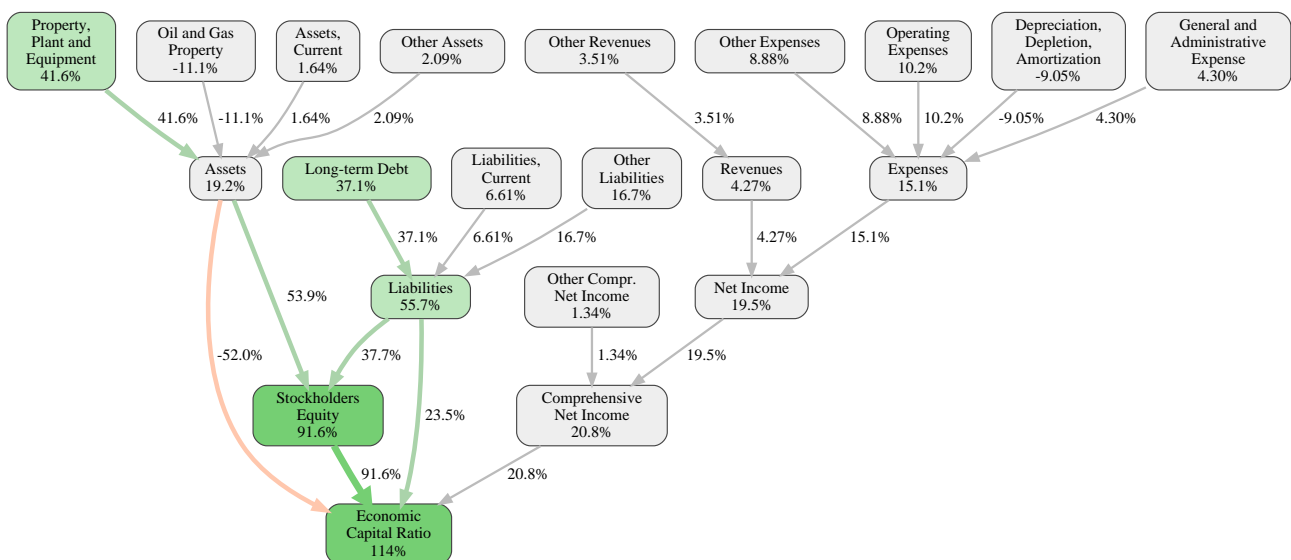 Property,
Plant and
Equipment
41.6%
Oil and Gas
Property
-11.1%
Assets,
Current
1.64%
Other Assets
2.09%
Other Revenues
3.51%
Other Expenses
8.88%
Operating
Expenses
10.2%
Depreciation,
Depletion,
Amortization
-9.05%
General and
Administrative
Expense
4.30%
41.6%
-11.1%
1.64%
2.09%
3.51%
8.88%
10.2%
-9.05%
4.30%
Assets
19.2%
Long-term Debt
37.1%
Liabilities,
Current
6.61%
Other
Liabilities
16.7%
Revenues
4.27%
Expenses
15.1%
37.1%
6.61%
16.7%
4.27%
15.1%
53.9%
Liabilities
55.7%
Other Compr.
Net Income
1.34%
Net Income
19.5%
-52.0%
37.7%
1.34%
19.5%
Stockholders
Equity
91.6%
23.5%
Comprehensive
Net Income
20.8%
91.6%
20.8%
Economic
Capital Ratio
114%